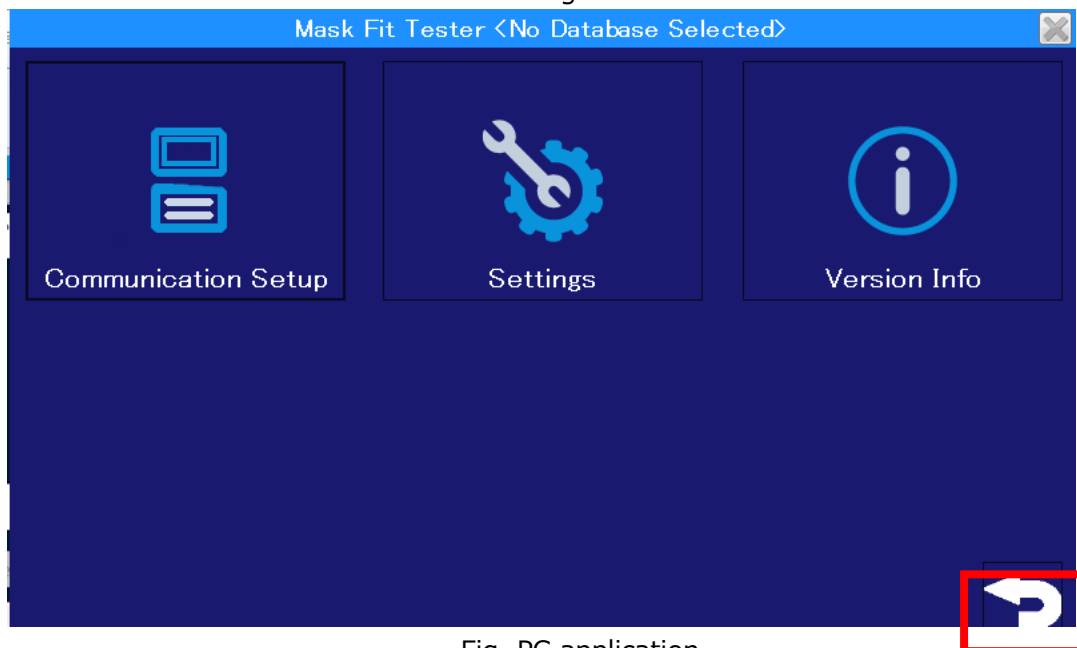 Mask Fit Tester <No Database Selected>
Communication Setup
Settings
Version Info